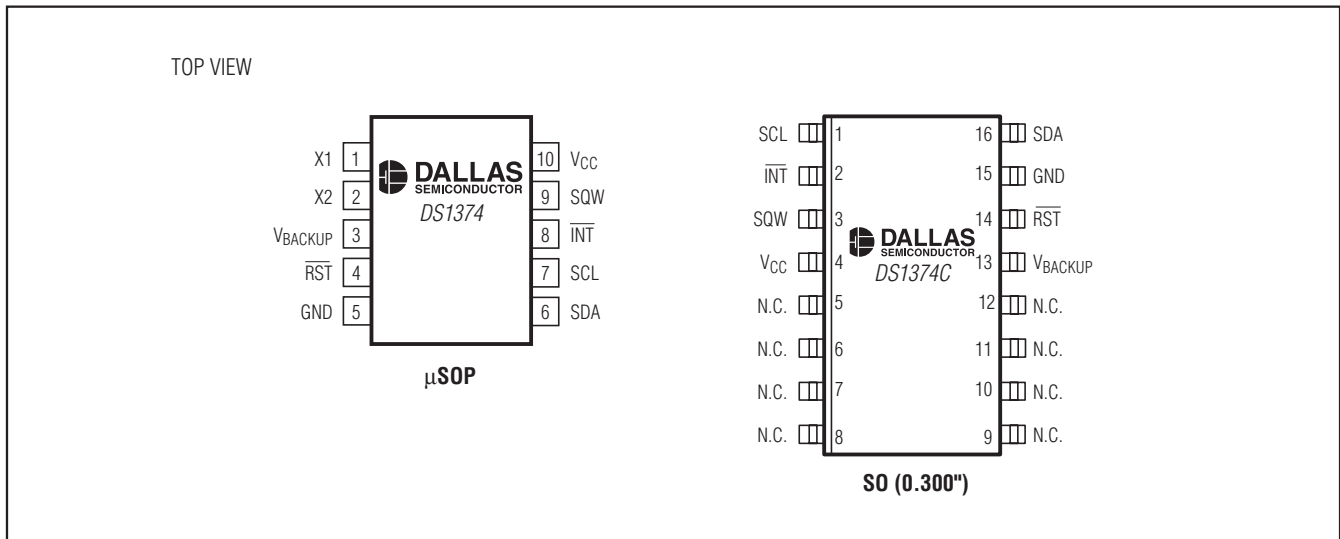 TOP VIEW
X1 1
X2 2
VBACKUP 3
RST 4
GND 5
DALLAS
SEMICONDUCTOR
DS1374
10 VCC
9 SQW
8 INT
7 SCL
6 SDA
µSOP
SCL 1
INT 2
SQW 3
VCC 4
N.C. 5
N.C. 6
N.C. 7
N.C. 8
DALLAS
SEMICONDUCTOR
DS1374C
16 SDA
15 GND
14 RST
13 VBACKUP
12 N.C.
11 N.C.
10 N.C.
9 N.C.
SO (0.300")